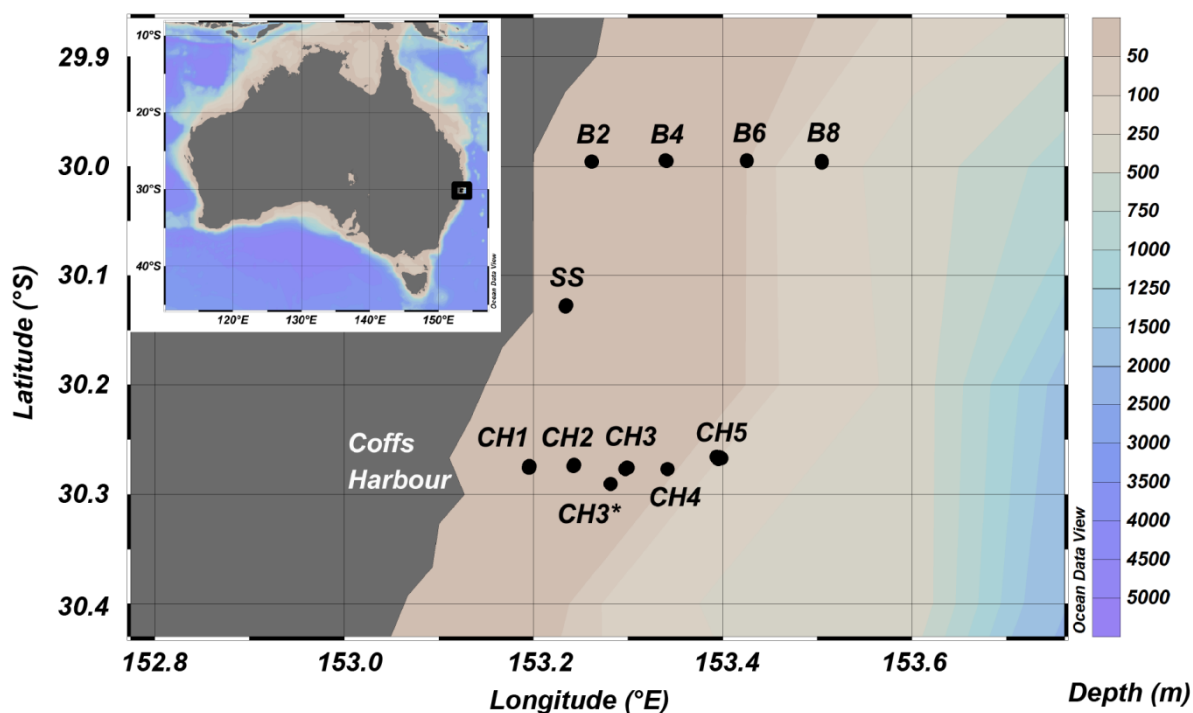 10°S
20°S
30°S
40°S
120°E 130°E 140°E 150°E
Ocean Data View
29.9
30.0
30.1
30.2
30.3
30.4
Latitude (°S)
B2 B4 B6 B8
SS
Coffs
Harbour
CH1 CH2 CH3 CH5
CH3* CH4
Ocean Data View
152.8 153.0 153.2 153.4 153.6
Longitude (°E)
50
100
250
500
750
1000
1250
1500
2000
2500
3000
3500
4000
4500
5000
Depth (m)